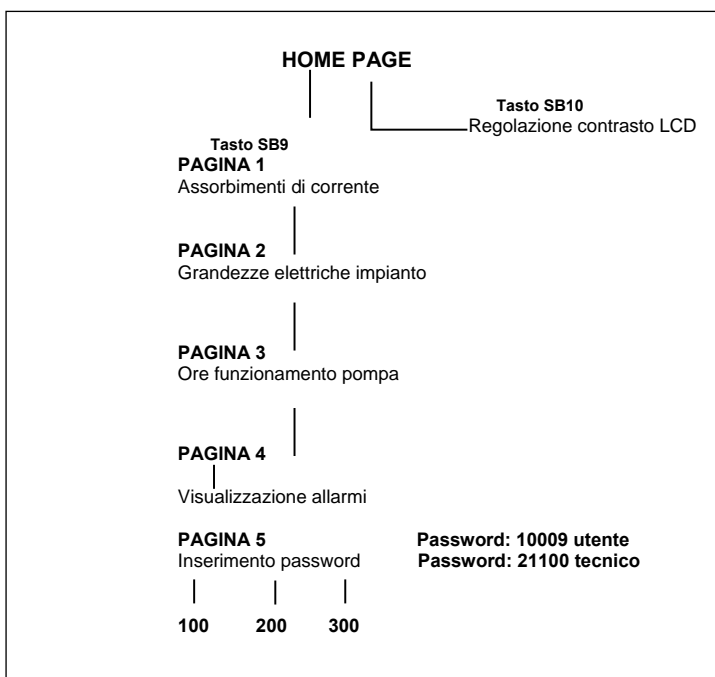 HOME PAGE
Tasto SB10
Regolazione contrasto LCD
Tasto SB9
PAGINA 1
Assorbimenti di corrente
PAGINA 2
Grandezze elettriche impianto
PAGINA 3
Ore funzionamento pompa
PAGINA 4
Visualizzazione allarmi
PAGINA 5 Password: 10009 utente
Inserimento password Password: 21100 tecnico
100 200 300